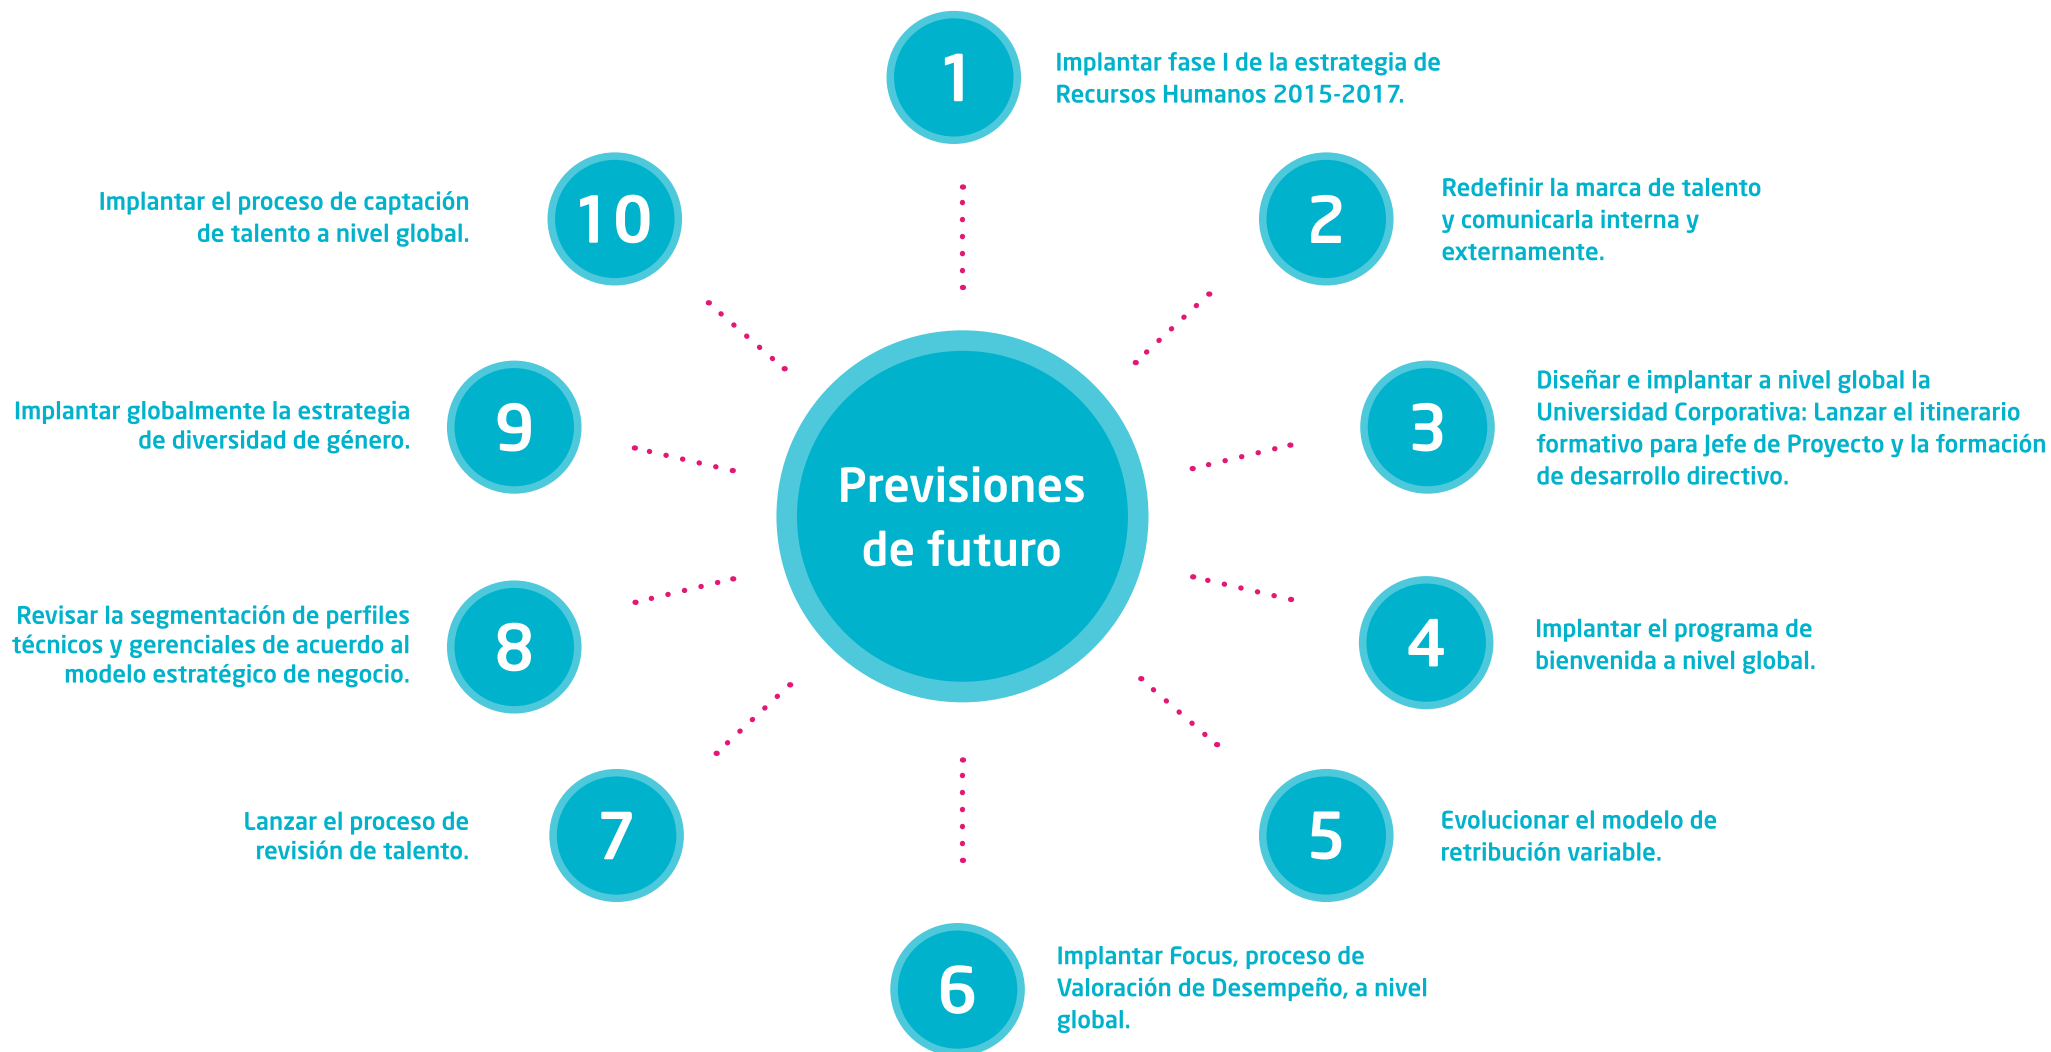 Previsiones
de futuro
1
Implantar fase I de la estrategia de
Recursos Humanos 2015-2017.
2
Redefinir la marca de talento
y comunicarla interna y
externamente.
3
Diseñar e implantar a nivel global la
Universidad Corporativa: Lanzar el itinerario
formativo para Jefe de Proyecto y la formación
de desarrollo directivo.
4
Implantar el programa de
bienvenida a nivel global.
5
Evolucionar el modelo de
retribución variable.
6
Implantar Focus, proceso de
Valoración de Desempeño, a nivel
global.
7
Lanzar el proceso de
revisión de talento.
8
Revisar la segmentación de perfiles
técnicos y gerenciales de acuerdo al
modelo estratégico de negocio.
9
Implantar globalmente la estrategia
de diversidad de género.
10
Implantar el proceso de captación
de talento a nivel global.